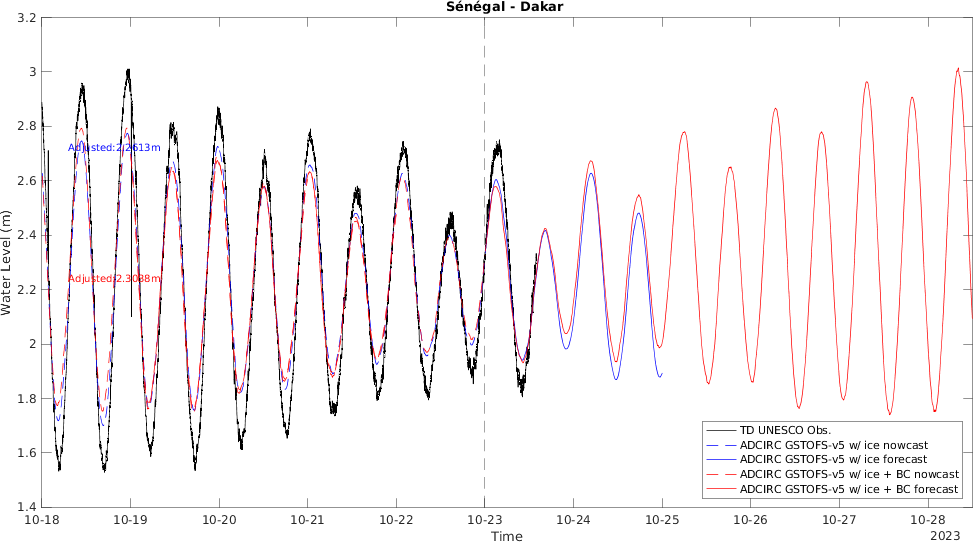 Sénégal - Dakar
3.2
3
2.8
2.6
2.4
2.2
2
1.8
1.6
1.4
Water Level (m)
Adjusted:2.2613m
Adjusted:2.3088m
TD UNESCO Obs.
ADCIRC GSTOFS-v5 w/ ice nowcast
ADCIRC GSTOFS-v5 w/ ice forecast
ADCIRC GSTOFS-v5 w/ ice + BC nowcast
ADCIRC GSTOFS-v5 w/ ice + BC forecast
10-18 10-19 10-20 10-21 10-22 10-23 10-24 10-25 10-26 10-27 10-28
2023
Time